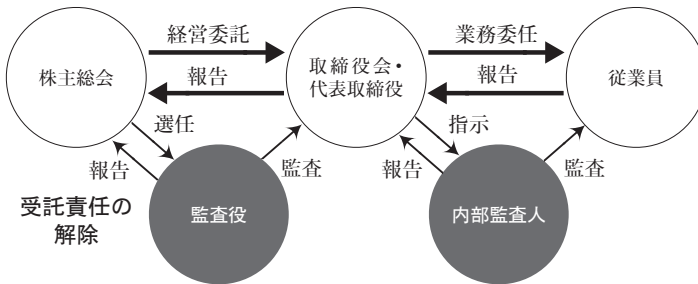 経営委託
業務委任
株主総会
報告
取締役会・
代表取締役
報告
従業員
選任
指示
報告
監査
報告
監査
受託責任の
解除
監査役
内部監査人